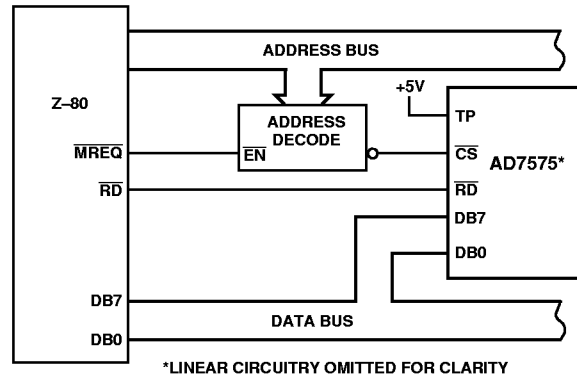 ADDRESS BUS
Z–80
+5V
TP
ADDRESS
DECODE
MREQ
EN
CS
AD7575*
RD
RD
DB7
DB0
DB7
DATA BUS
DB0
*LINEAR CIRCUITRY OMITTED FOR CLARITY